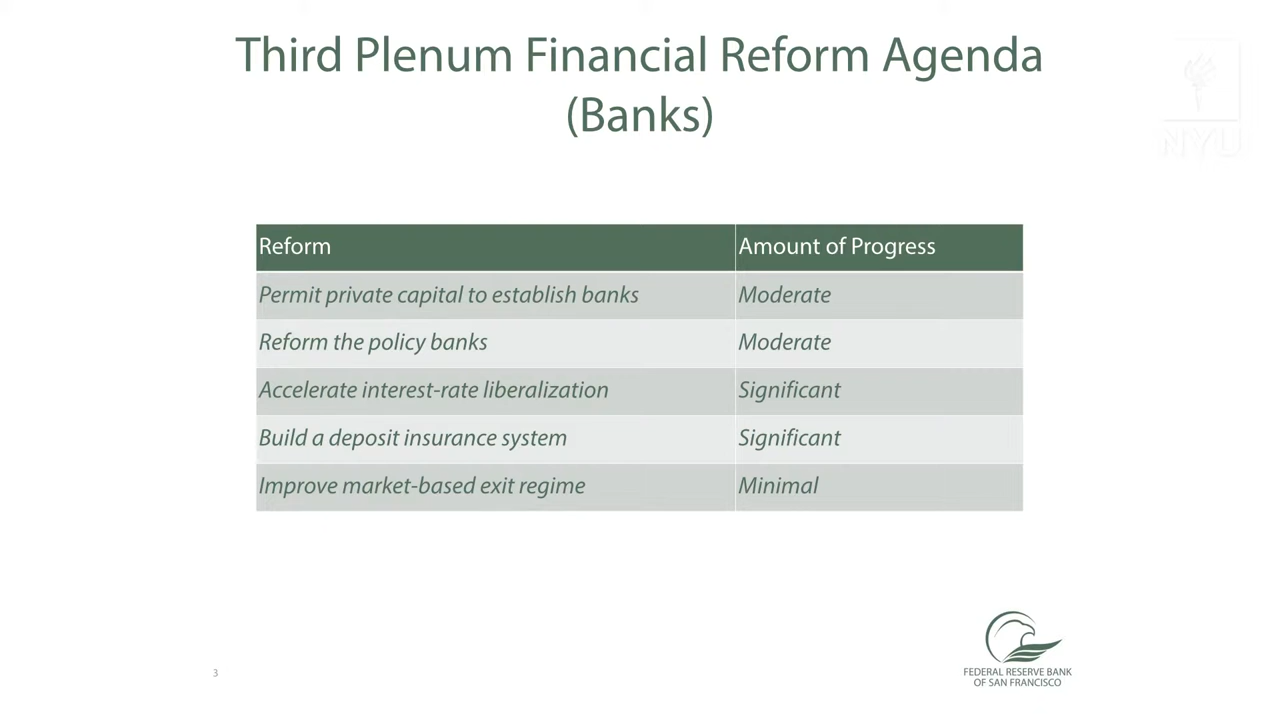 Third Plenum Financial Reform Agenda
(Banks)
NYU
Reform Amount of Progress
Permit private capital to establish banks Moderate
Reform the policy banks Moderate
Accelerate interest-rate liberalization Significant
Build a deposit insurance system Significant
Improve market-based exit regime Minimal
3
FEDERAL RESERVE BANK
OF SAN FRANCISCO